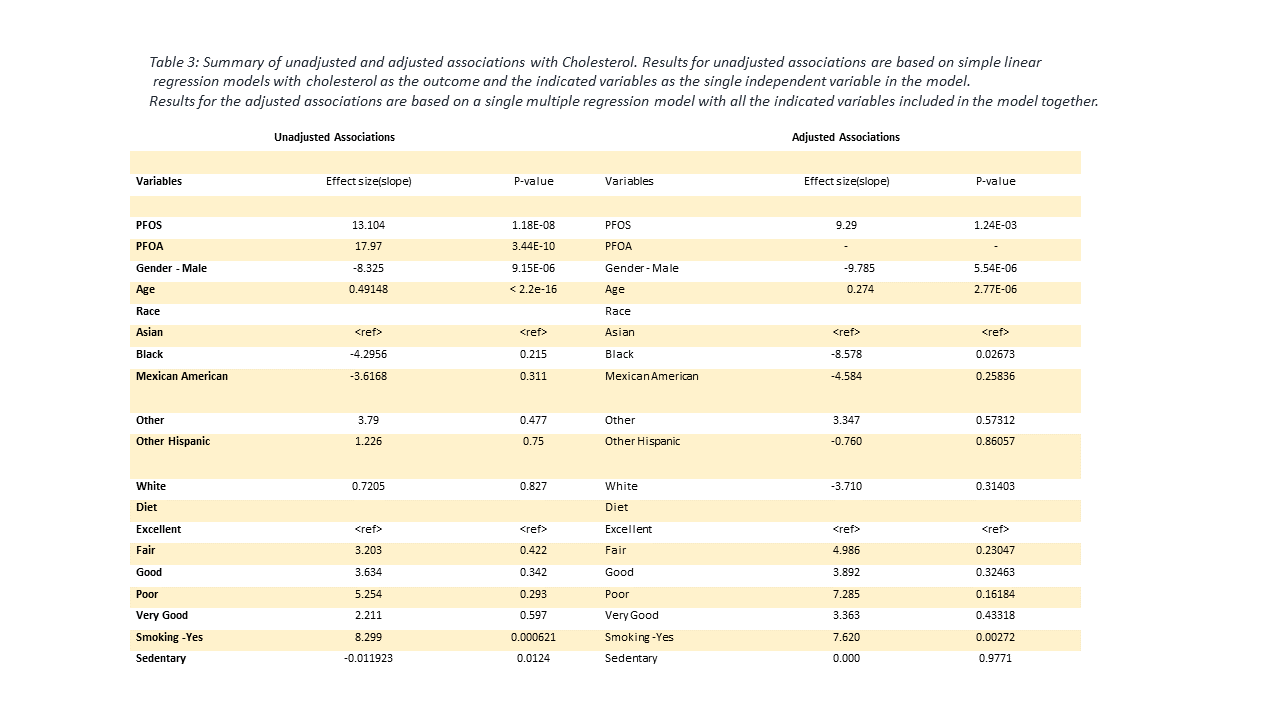 Table 3: Summary of unadjusted and adjusted associations with Cholesterol. Results for unadjusted associations are based on simple linear
regression models with cholesterol as the outcome and the indicated variables as the single independent variable in the model.
Results for the adjusted associations are based on a single multiple regression model with all the indicated variables included in the model together.
Unadjusted Associations Adjusted Associations
Variables Effect size(slope) P-value Variables Effect size(slope) P-value
PFOS 13.104 1.18E-08 PFOS 9.29 1.24E-03
PFOA 17.97 3.44E-10 PFOA - -
Gender - Male -8.325 9.15E-06 Gender - Male -9.785 5.54E-06
Age 0.49148 < 2.2e-16 Age 0.274 2.77E-06
Race Race
Asian <ref> <ref> Asian <ref> <ref>
Black -4.2956 0.215 Black -8.578 0.02673
Mexican American -3.6168 0.311 Mexican American -4.584 0.25836
Other 3.79 0.477 Other 3.347 0.57312
Other Hispanic 1.226 0.75 Other Hispanic -0.760 0.86057
White 0.7205 0.827 White -3.710 0.31403
Diet Diet
Excellent <ref> <ref> Excellent <ref> <ref>
Fair 3.203 0.422 Fair 4.986 0.23047
Good 3.634 0.342 Good 3.892 0.32463
Poor 5.254 0.293 Poor 7.285 0.16184
Very Good 2.211 0.597 Very Good 3.363 0.43318
Smoking -Yes 8.299 0.000621 Smoking -Yes 7.620 0.00272
Sedentary -0.011923 0.0124 Sedentary 0.000 0.9771